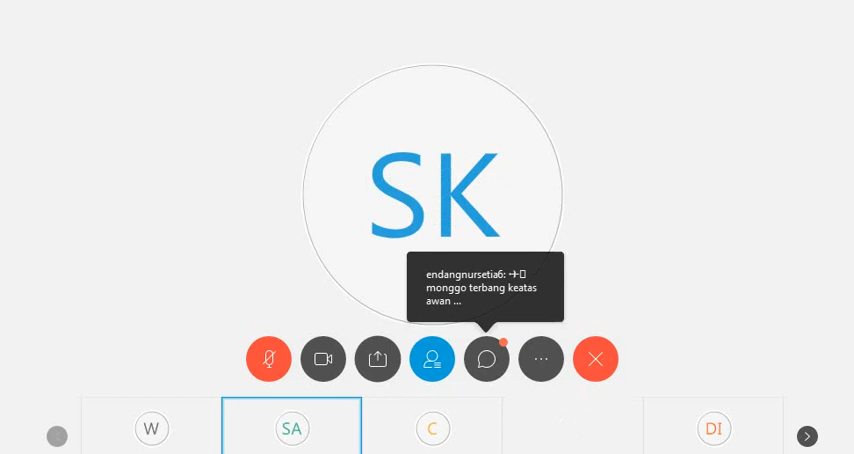 SK
endangnursetia6: ✈️▯
monggo terbang keatas
awan ...
W
SA
C
DI